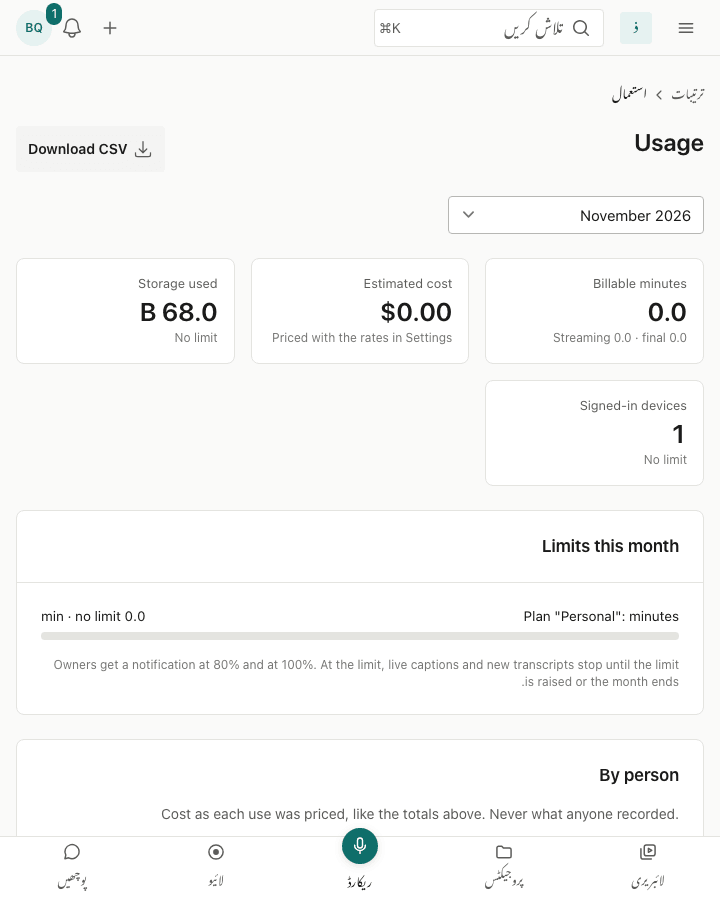 ذ
تلاش کریں
⌘K
1
BQ
ترتیبات › استعمال
Usage
Download CSV
November 2026
Billable minutes
0.0
Streaming 0.0 · final 0.0
Estimated cost
$0.00
Priced with the rates in Settings
Storage used
B 68.0
No limit
Signed-in devices
1
No limit
Limits this month
Plan "Personal": minutes
min · no limit 0.0
Owners get a notification at 80% and at 100%. At the limit, live captions and new transcripts stop until the limit
.is raised or the month ends
By person
Cost as each use was priced, like the totals above. Never what anyone recorded.
لائبریری
پروجیکٹس
ریکارڈ
لائیو
پوچھیں